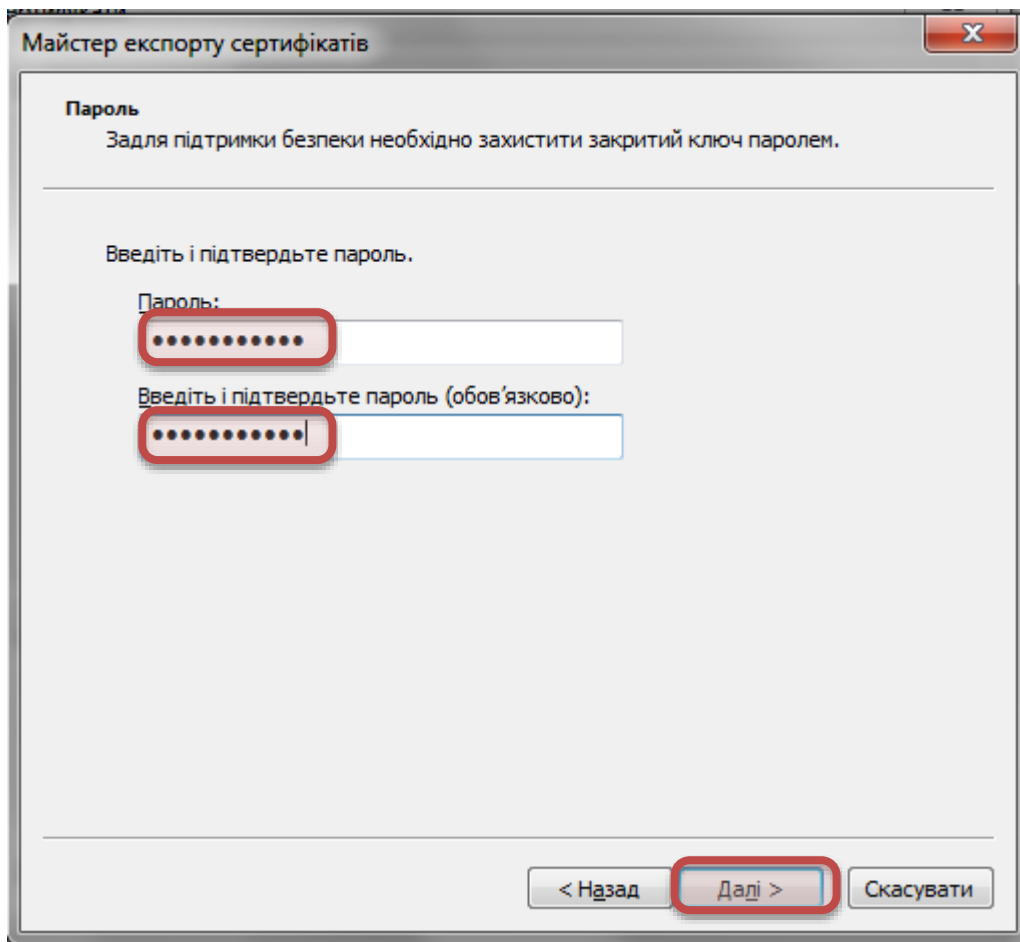 Майстер експорту сертифікатів
Пароль
Задля підтримки безпеки необхідно захистити закритий ключ паролем.
Введіть і підтвердьте пароль.
Пароль:
●●●●●●●●●●●
Введіть і підтвердьте пароль (обов’язково):
●●●●●●●●●●●
< Назад Далі > Скасувати